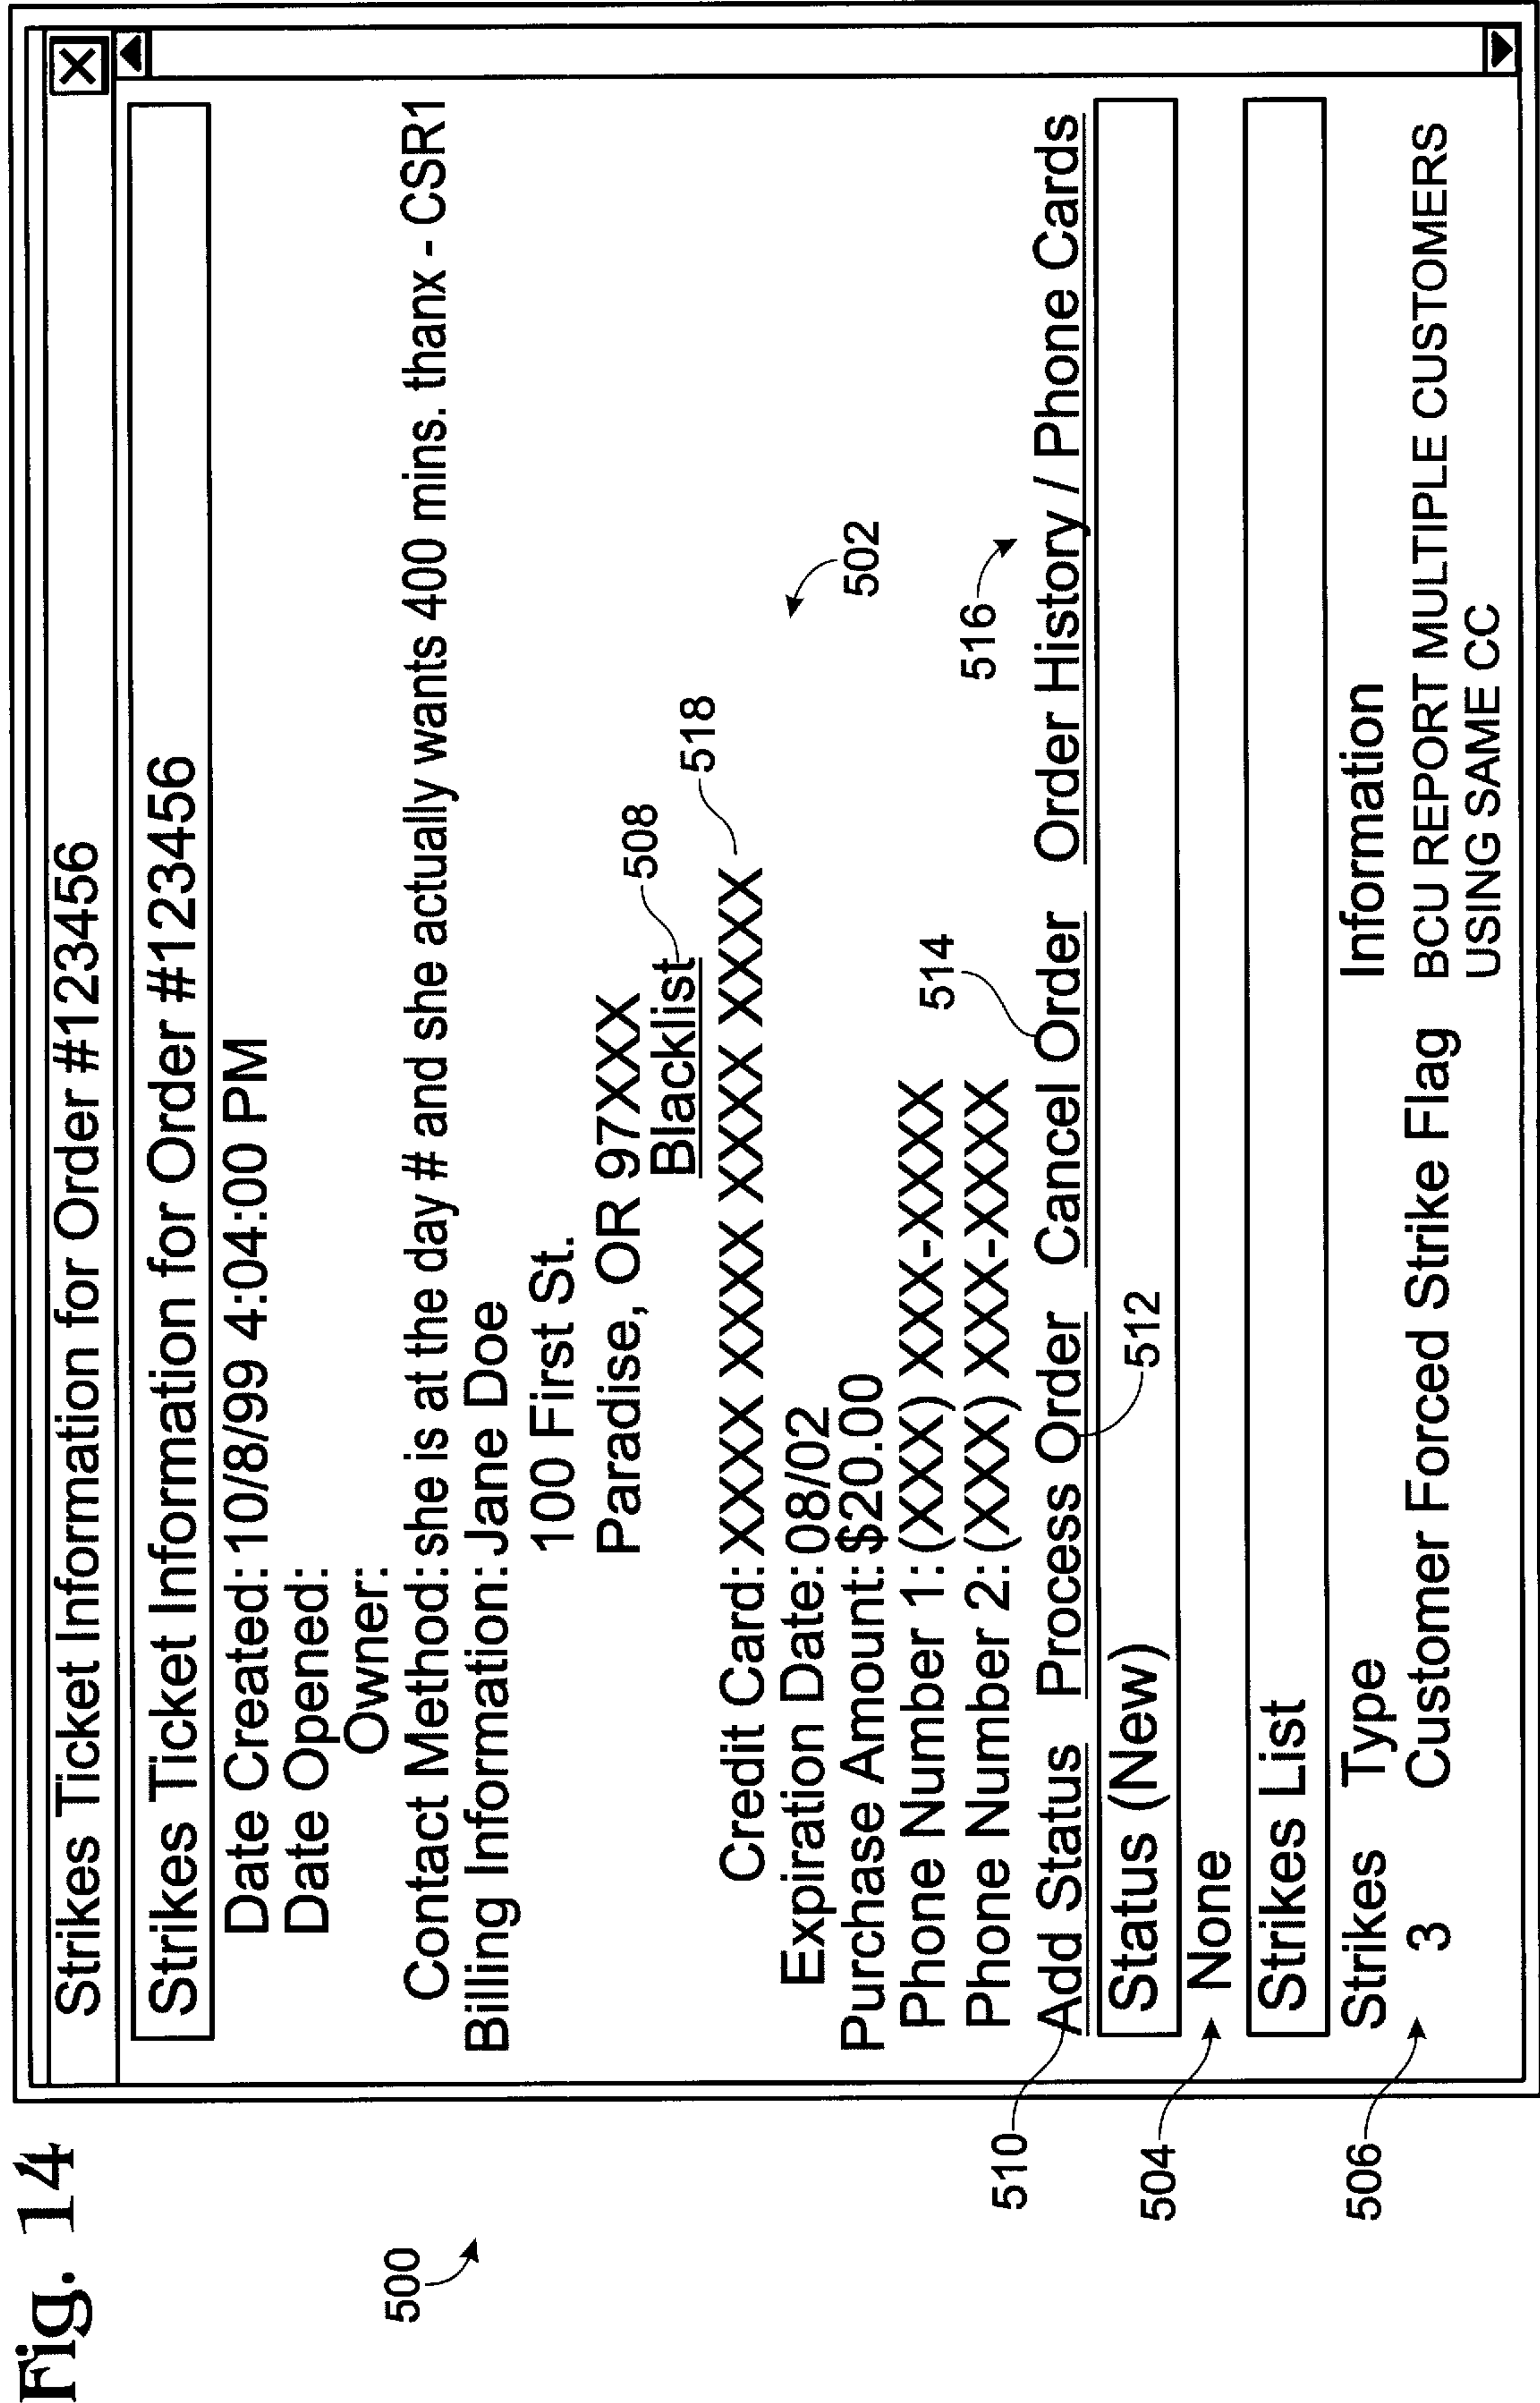 Fig. 14
500
Strikes Ticket Information for Order #123456
Strikes Ticket Information for Order #123456
Date Created: 10/8/99 4:04:00 PM
Date Opened:
Owner:
Contact Method: she is at the day # and she actually wants 400 mins. thanx - CSR1
Billing Information: Jane Doe
100 First St.
Paradise, OR 97XXX
Blacklist 508
Credit Card: XXXX XXXX XXXX XXXX XXXX XXXX 518
Expiration Date: 08/02
Purchase Amount: $20.00
502
Phone Number 1: (XXX) XXX-XXXX
514
Phone Number 2: (XXX) XXX-XXXX
516
510
Add Status Process Order Cancel Order Order History / Phone Cards
Status (New)
512
504
None
Strikes List
Strikes Type Information
506
3 Customer Forced Strike Flag BCU REPORT MULTIPLE CUSTOMERS
USING SAME CC